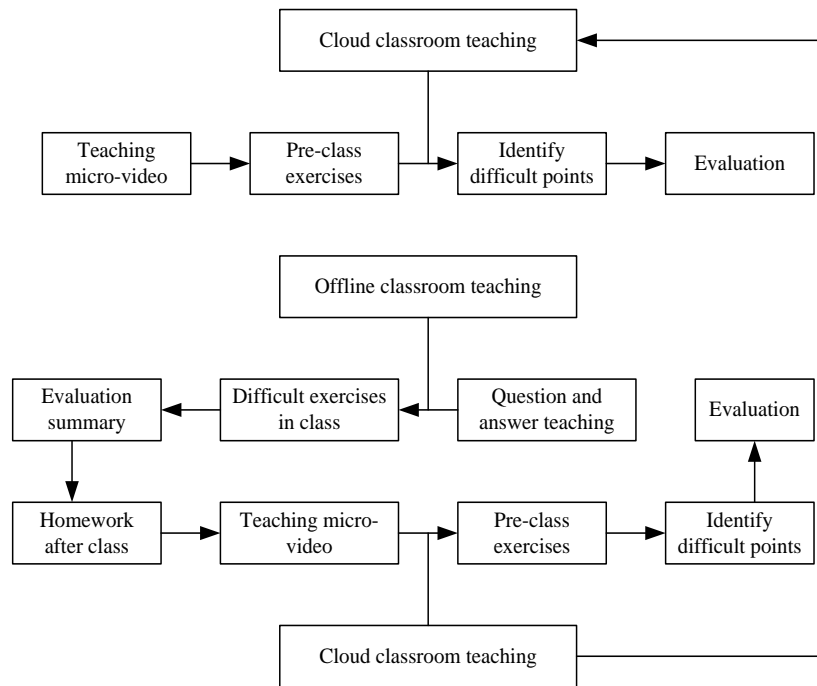 Cloud classroom teaching
Teaching
micro-video
Pre-class
exercises
Identify
difficult points
Evaluation
Offline classroom teaching
Evaluation
summary
Difficult exercises
in class
Question and
answer teaching
Evaluation
Homework
after class
Teaching micro-
video
Pre-class
exercises
Identify
difficult points
Cloud classroom teaching